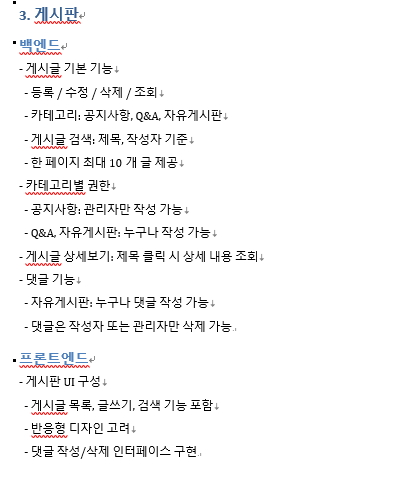 3. 게시판
백엔드
- 게시글 기본 기능
- 등록 / 수정 / 삭제 / 조회
- 카테고리: 공지사항, Q&A, 자유게시판
- 게시글 검색: 제목, 작성자 기준
- 한 페이지 최대 10 개 글 제공
- 카테고리별 권한
- 공지사항: 관리자만 작성 가능
- Q&A, 자유게시판: 누구나 작성 가능
- 게시글 상세보기: 제목 클릭 시 상세 내용 조회
- 댓글 기능
- 자유게시판: 누구나 댓글 작성 가능
- 댓글은 작성자 또는 관리자만 삭제 가능
프론트엔드
- 게시판 UI 구성
- 게시글 목록, 글쓰기, 검색 기능 포함
- 반응형 디자인 고려
- 댓글 작성/삭제 인터페이스 구현